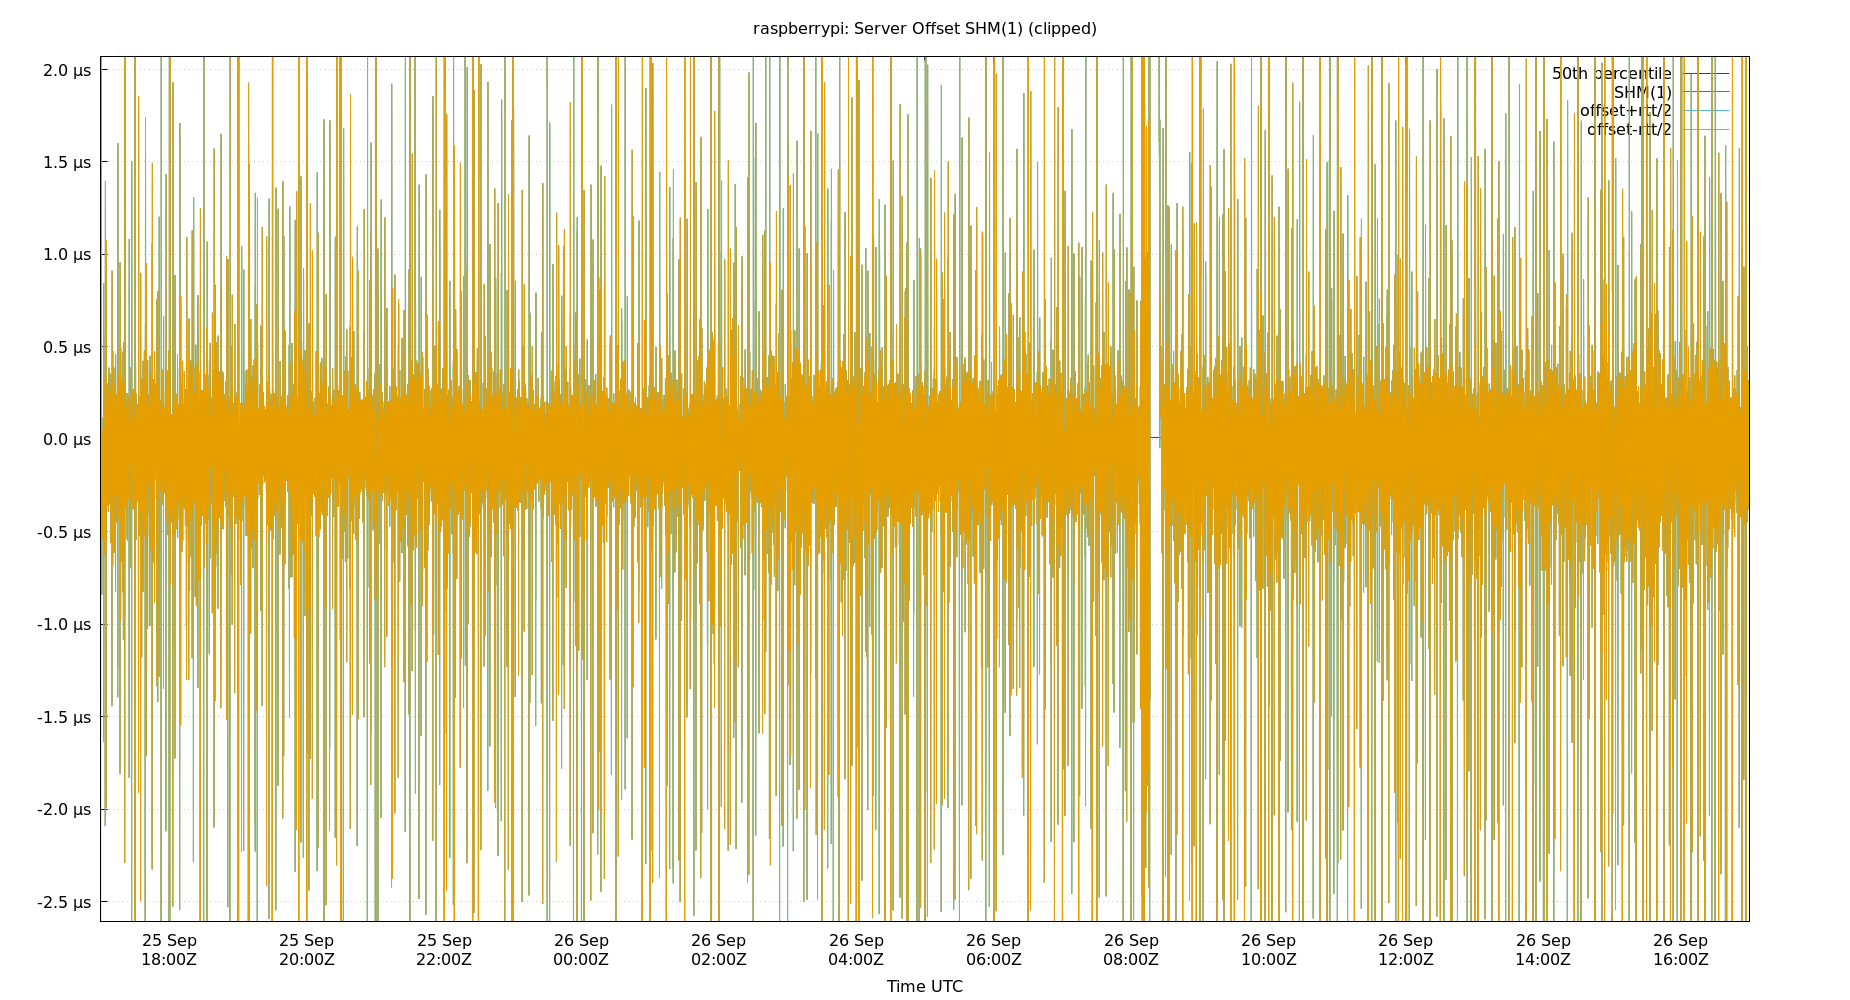 raspberrypi: Server Offset SHM(1) (clipped)
2.0 µs
1.5 µs
1.0 µs
0.5 µs
0.0 µs
-0.5 µs
-1.0 µs
-1.5 µs
-2.0 µs
-2.5 µs
50th percentile
SHM(1)
offset+rtt/2
offset-rtt/2
25 Sep 25 Sep 25 Sep 26 Sep 26 Sep 26 Sep 26 Sep 26 Sep 26 Sep 26 Sep 26 Sep 26 Sep
18:00Z 20:00Z 22:00Z 00:00Z 02:00Z 04:00Z 06:00Z 08:00Z 10:00Z 12:00Z 14:00Z 16:00Z
Time UTC